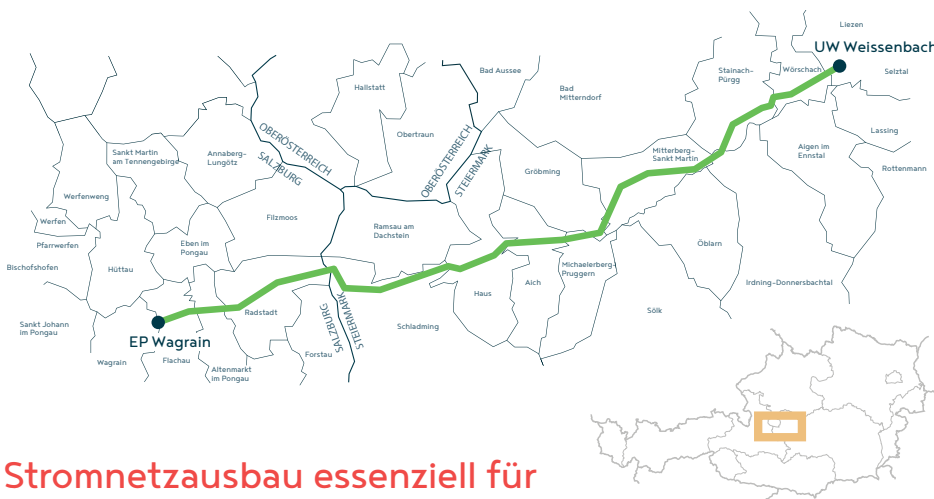 Liezen
UW Weissenbach
Bad Aussee
Stainach-
Pürgg
Wörschach
Selztal
Hallstatt
Bad
Mitterndorf
OBERÖSTERREICH
SALZBURG
Obertraun
OBERÖSTERREICH
STEIERMARK
Lassing
Sankt Martin
am Tennengebirge
Annaberg-
Lungötz
Mitterberg-
Sankt Martin
Aigen im
Ennstal
Gröbming
Rottenmann
Werfenweg
Werfen
Filzmoos
Ramsau am
Dachstein
Pfarrwerfen
Eben im
Pongau
Öblarn
Bischofshofen
Hüttau
Michaelerberg-
Pruggern
Irdning-Donnersbachtal
Haus
Aich
Sölk
Radstadt
SALZBURG
STEIERMARK
Schladming
Sankt Johann
im Pongau
EP Wagrain
Forstau
Wagrain
Flachau
Altenmarkt
im Pongau
Stromnetzausbau essenziell für